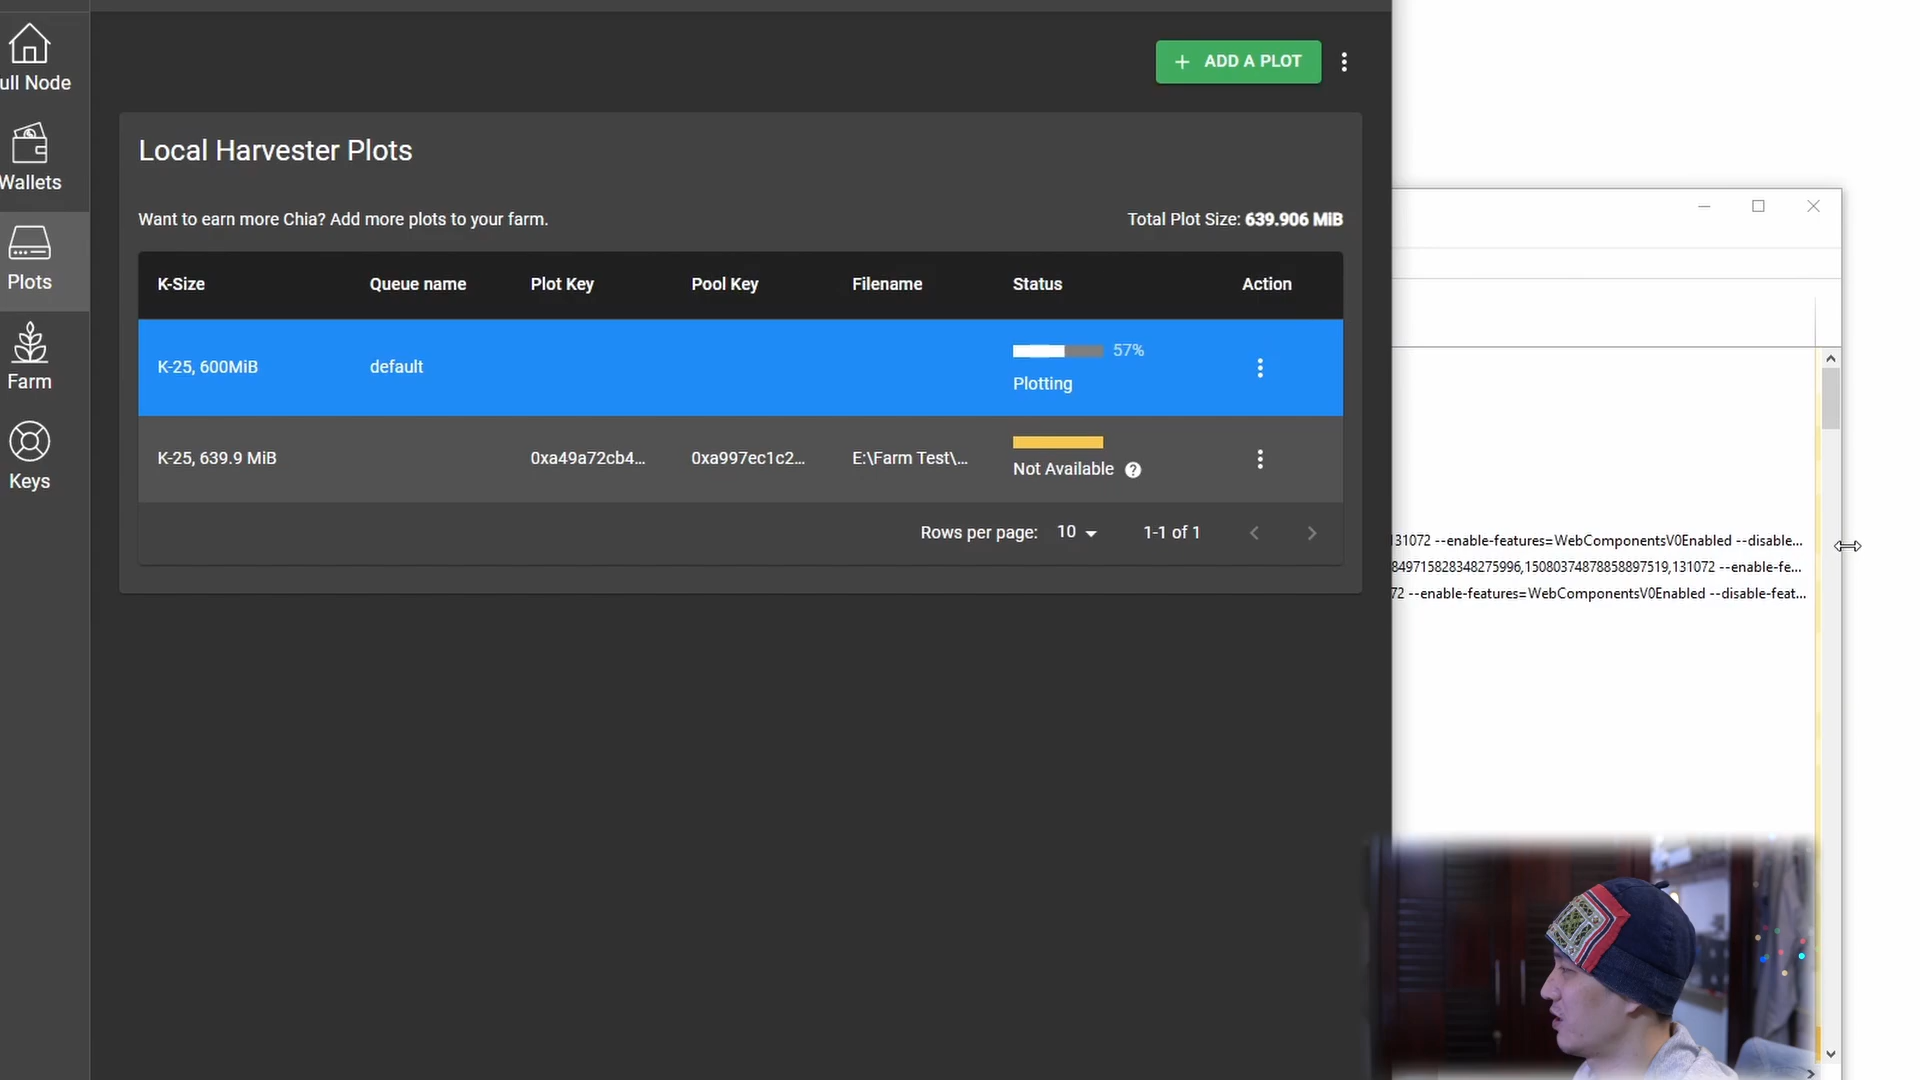 ull Node
Wallets
Plots
Farm
Keys
+ ADD A PLOT
Local Harvester Plots
Want to earn more Chia? Add more plots to your farm.
Total Plot Size: 639.906 MiB
K-Size Queue name Plot Key Pool Key Filename Status Action
K-25, 600MiB default 57%
Plotting
K-25, 639.9 MiB 0xa49a72cb4... 0xa997ec1c2... E:\Farm Test\...
Not Available ?
Rows per page: 10 1-1 of 1
131072 --enable-features=WebComponentsV0Enabled --disable...
849715828348275996,15080374878858897519,131072 --enable-fe...
72 --enable-features=WebComponentsV0Enabled --disable-feat...